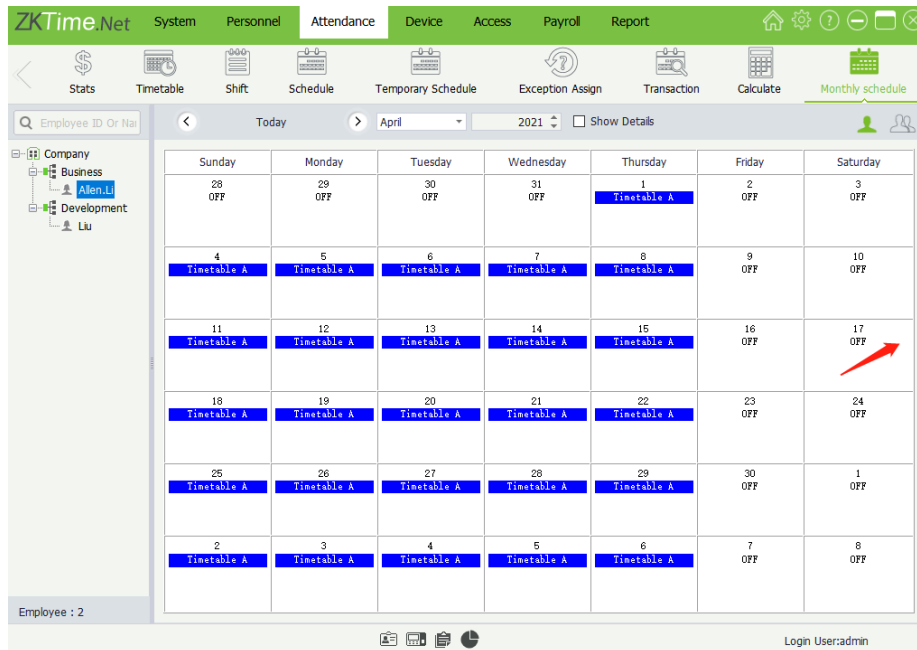 ZKTime.Net System Personnel Attendance Device Access Payroll Report
Stats Timetable Shift Schedule Temporary Schedule Exception Assign Transaction Calculate Monthly schedule
Employee ID Or Nar Today April 2021 Show Details
Company
Business
Allen.Li
Development
Liu
Sunday Monday Tuesday Wednesday Thursday Friday Saturday
28 29 30 31 1 2 3
OFF OFF OFF OFF Timetable A OFF OFF
4 5 6 7 8 9 10
Timetable A Timetable A Timetable A Timetable A Timetable A OFF OFF
11 12 13 14 15 16 17
Timetable A Timetable A Timetable A Timetable A Timetable A OFF OFF
18 19 20 21 22 23 24
Timetable A Timetable A Timetable A Timetable A Timetable A OFF OFF
25 26 27 28 29 30 1
Timetable A Timetable A Timetable A Timetable A Timetable A OFF OFF
2 3 4 5 6 7 8
Timetable A Timetable A Timetable A Timetable A Timetable A OFF OFF
Employee : 2
Login User:admin